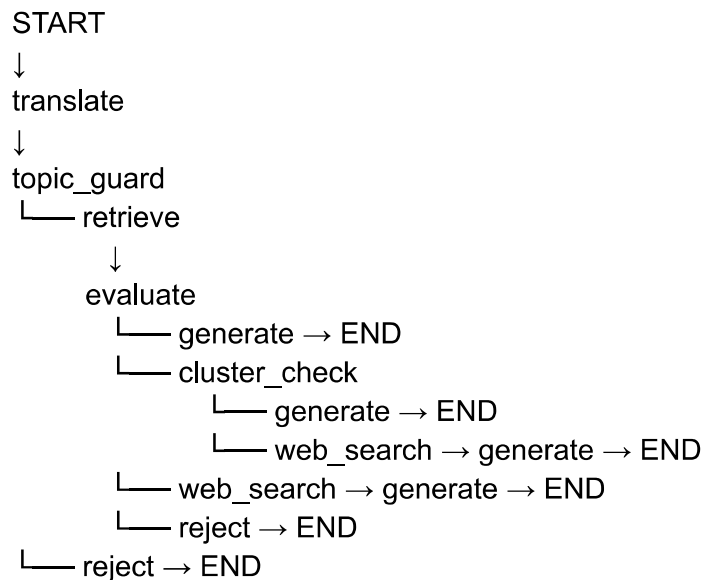 START
↓
translate
↓
topic_guard
└── retrieve
↓
evaluate
└── generate → END
└── cluster_check
└── generate → END
└── web_search → generate → END
└── web_search → generate → END
└── reject → END
└── reject → END